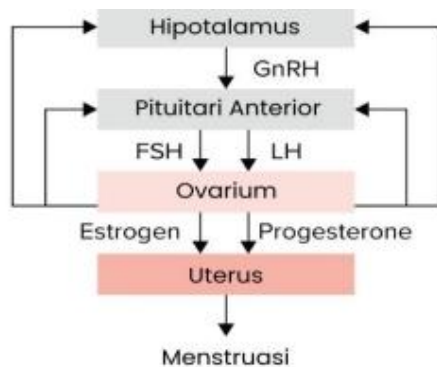 Hipotalamus
GnRH
Pituitari Anterior
FSH LH
Ovarium
Estrogen Progesterone
Uterus
Menstruasi